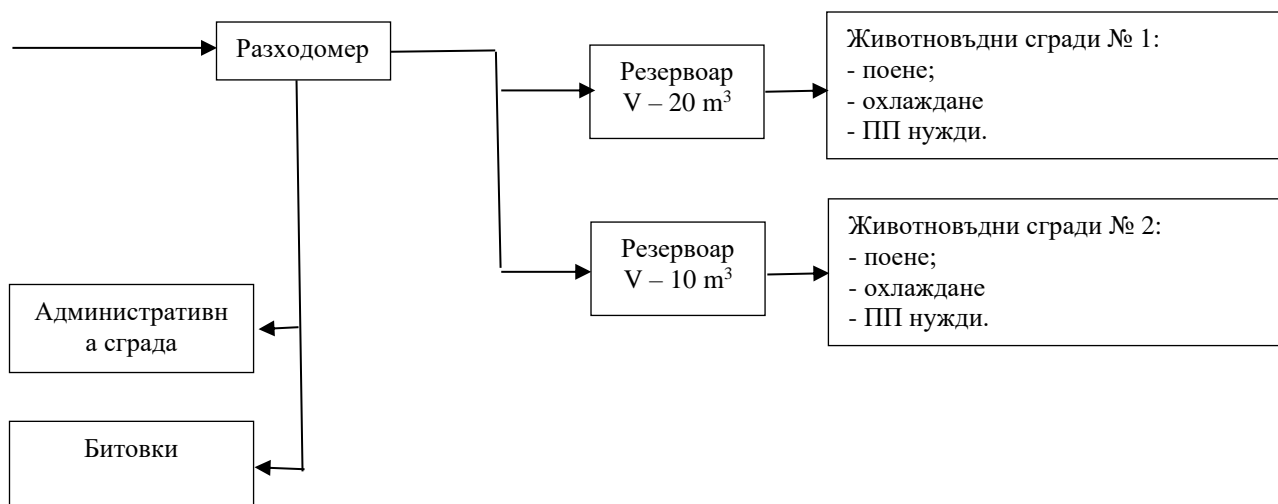 Разходомер
Резервоар
V – 20 m³
Животновъдни сгради № 1:
- поене;
- охлаждане
- ПП нужди.
Резервоар
V – 10 m³
Животновъдни сгради № 2:
- поене;
- охлаждане
- ПП нужди.
Административн
а сграда
Битовки